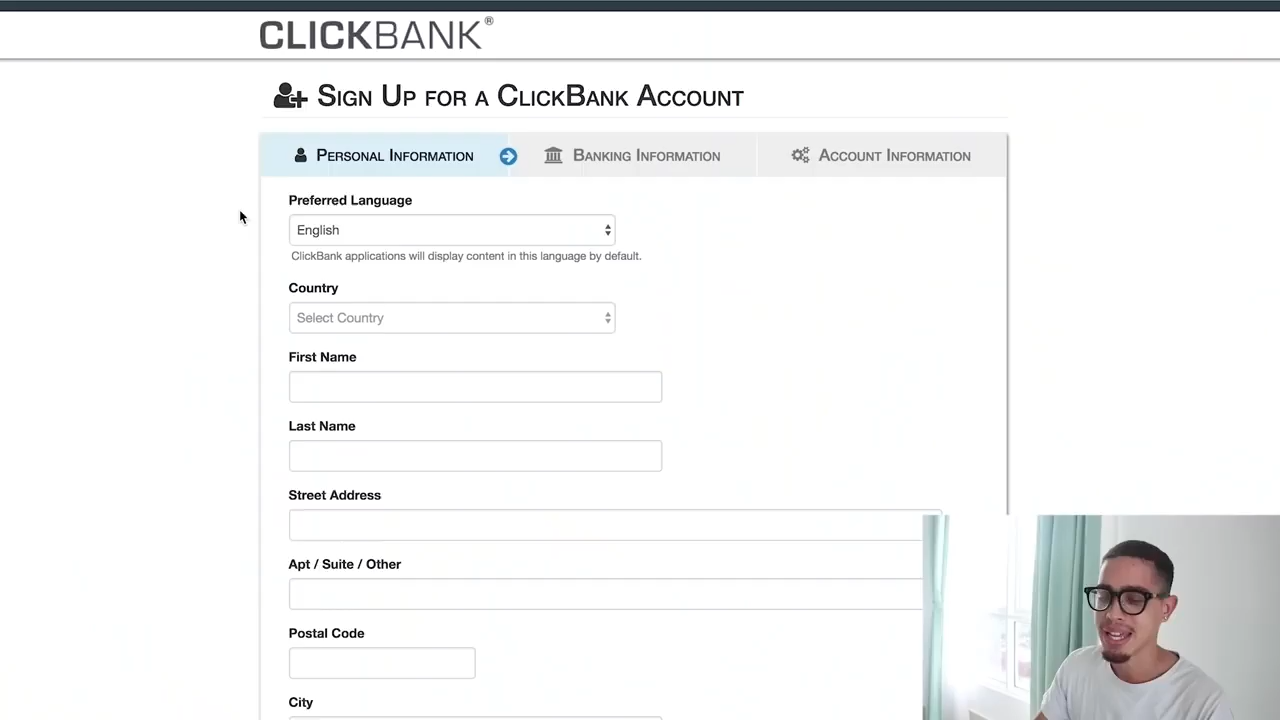 CLICKBANK®
Sign Up for a ClickBank Account
Personal Information
Banking Information
Account Information
Preferred Language
English
ClickBank applications will display content in this language by default.
Country
Select Country
First Name
Last Name
Street Address
Apt / Suite / Other
Postal Code
City